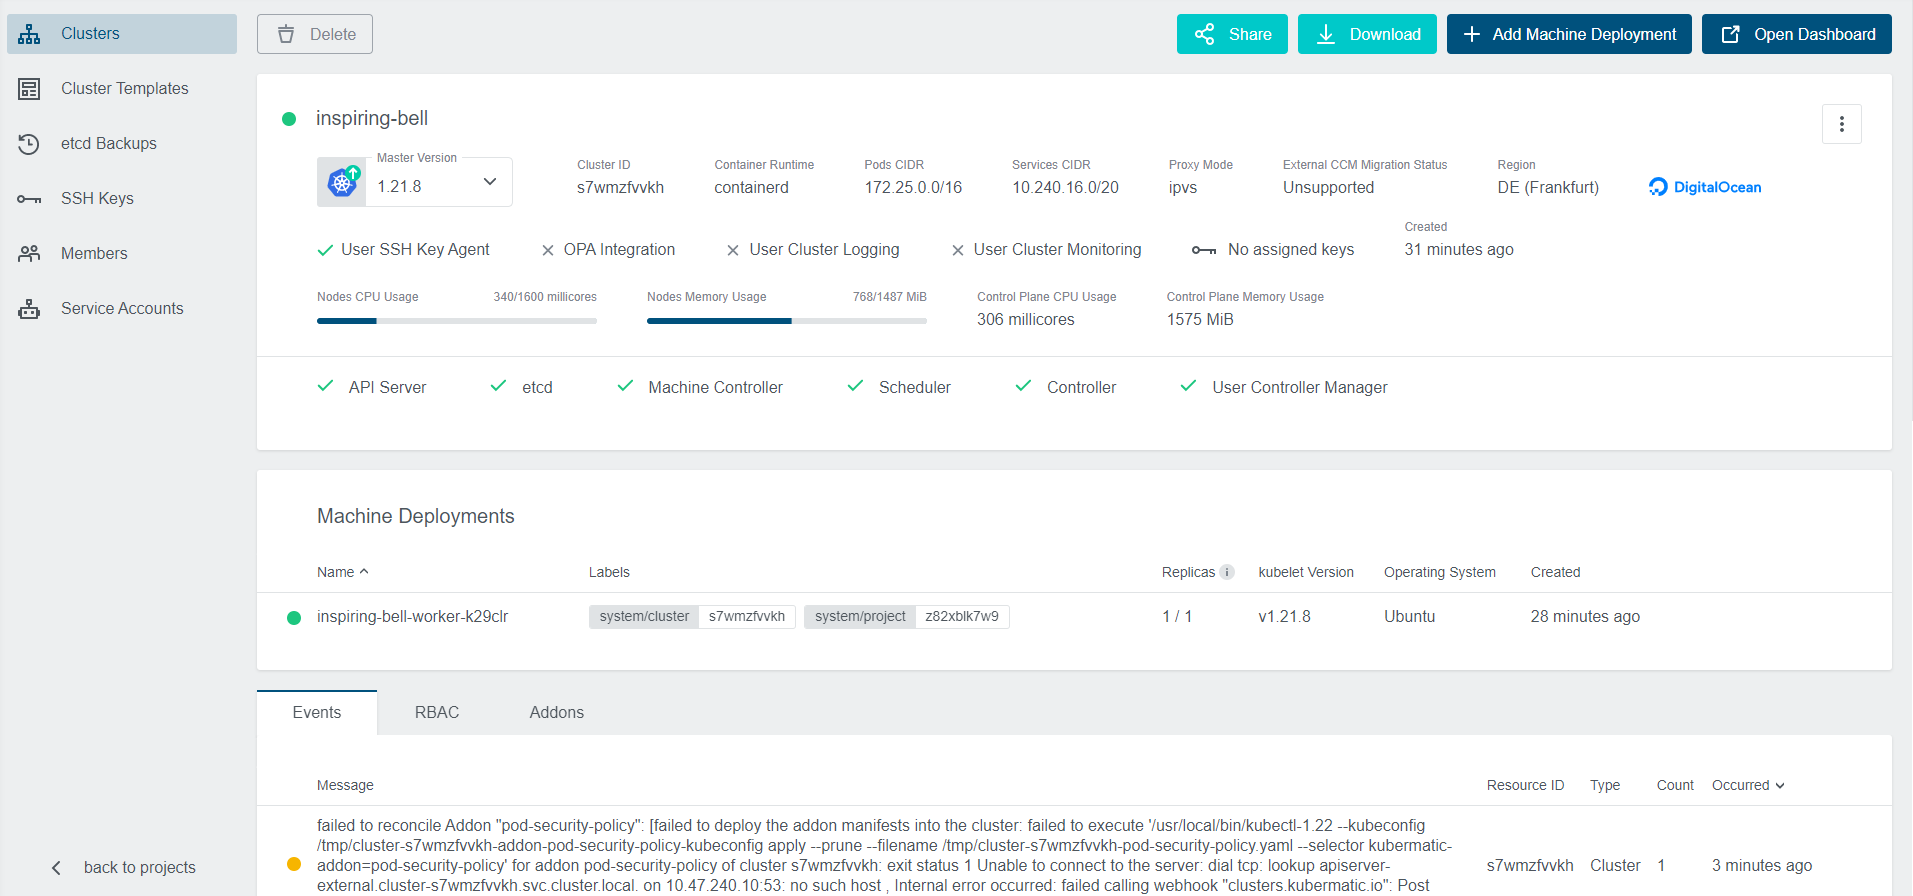 Clusters
Cluster Templates
etcd Backups
SSH Keys
Members
Service Accounts
back to projects
Delete
Share
Download
Add Machine Deployment
Open Dashboard
inspiring-bell
Master Version
1.21.8
Cluster ID
s7wmzfvvkh
Container Runtime
containerd
Pods CIDR
172.25.0.0/16
Services CIDR
10.240.16.0/20
Proxy Mode
ipvs
External CCM Migration Status
Unsupported
Region
DE (Frankfurt)
DigitalOcean
User SSH Key Agent
OPA Integration
User Cluster Logging
User Cluster Monitoring
No assigned keys
Created
31 minutes ago
Nodes CPU Usage 340/1600 millicores
Nodes Memory Usage 768/1487 MiB
Control Plane CPU Usage
306 millicores
Control Plane Memory Usage
1575 MiB
API Server
etcd
Machine Controller
Scheduler
Controller
User Controller Manager
Machine Deployments
Name Labels Replicas i kubelet Version Operating System Created
inspiring-bell-worker-k29clr system/cluster s7wmzfvvkh system/project z82xblk7w9 1 / 1 v1.21.8 Ubuntu 28 minutes ago
Events RBAC Addons
Message Resource ID Type Count Occurred
failed to reconcile Addon "pod-security-policy": [failed to deploy the addon manifests into the cluster: failed to execute '/usr/local/bin/kubectl-1.22 --kubeconfig
/tmp/cluster-s7wmzfvvkh-addon-pod-security-policy-kubeconfig apply --prune --filename /tmp/cluster-s7wmzfvvkh-pod-security-policy.yaml --selector kubermatic-
addon=pod-security-policy' for addon pod-security-policy of cluster s7wmzfvvkh: exit status 1 Unable to connect to the server: dial tcp: lookup apiserver-
external.cluster-s7wmzfvvkh.svc.cluster.local. on 10.47.240.10:53: no such host , Internal error occurred: failed calling webhook "clusters.kubermatic.io": Post
s7wmzfvvkh Cluster 1 3 minutes ago